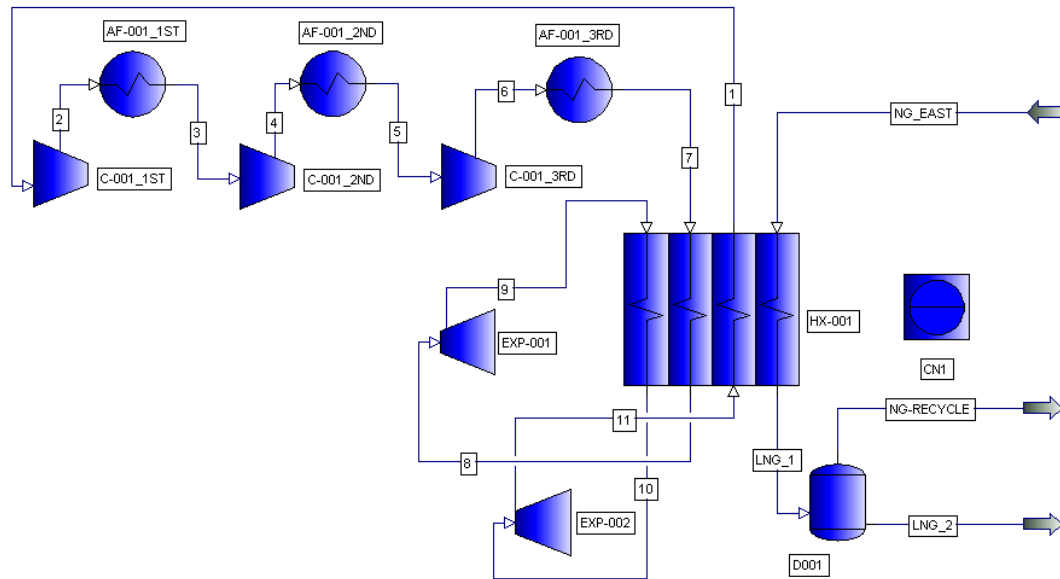 AF-001_1ST
AF-001_2ND
AF-001_3RD
6
1
2
4
NG_EAST
3
5
7
C-001_1ST
C-001_2ND
C-001_3RD
9
HX-001
EXP-001
CN1
NG-RECYCLE
11
8
LNG_1
10
EXP-002
LNG_2
D001